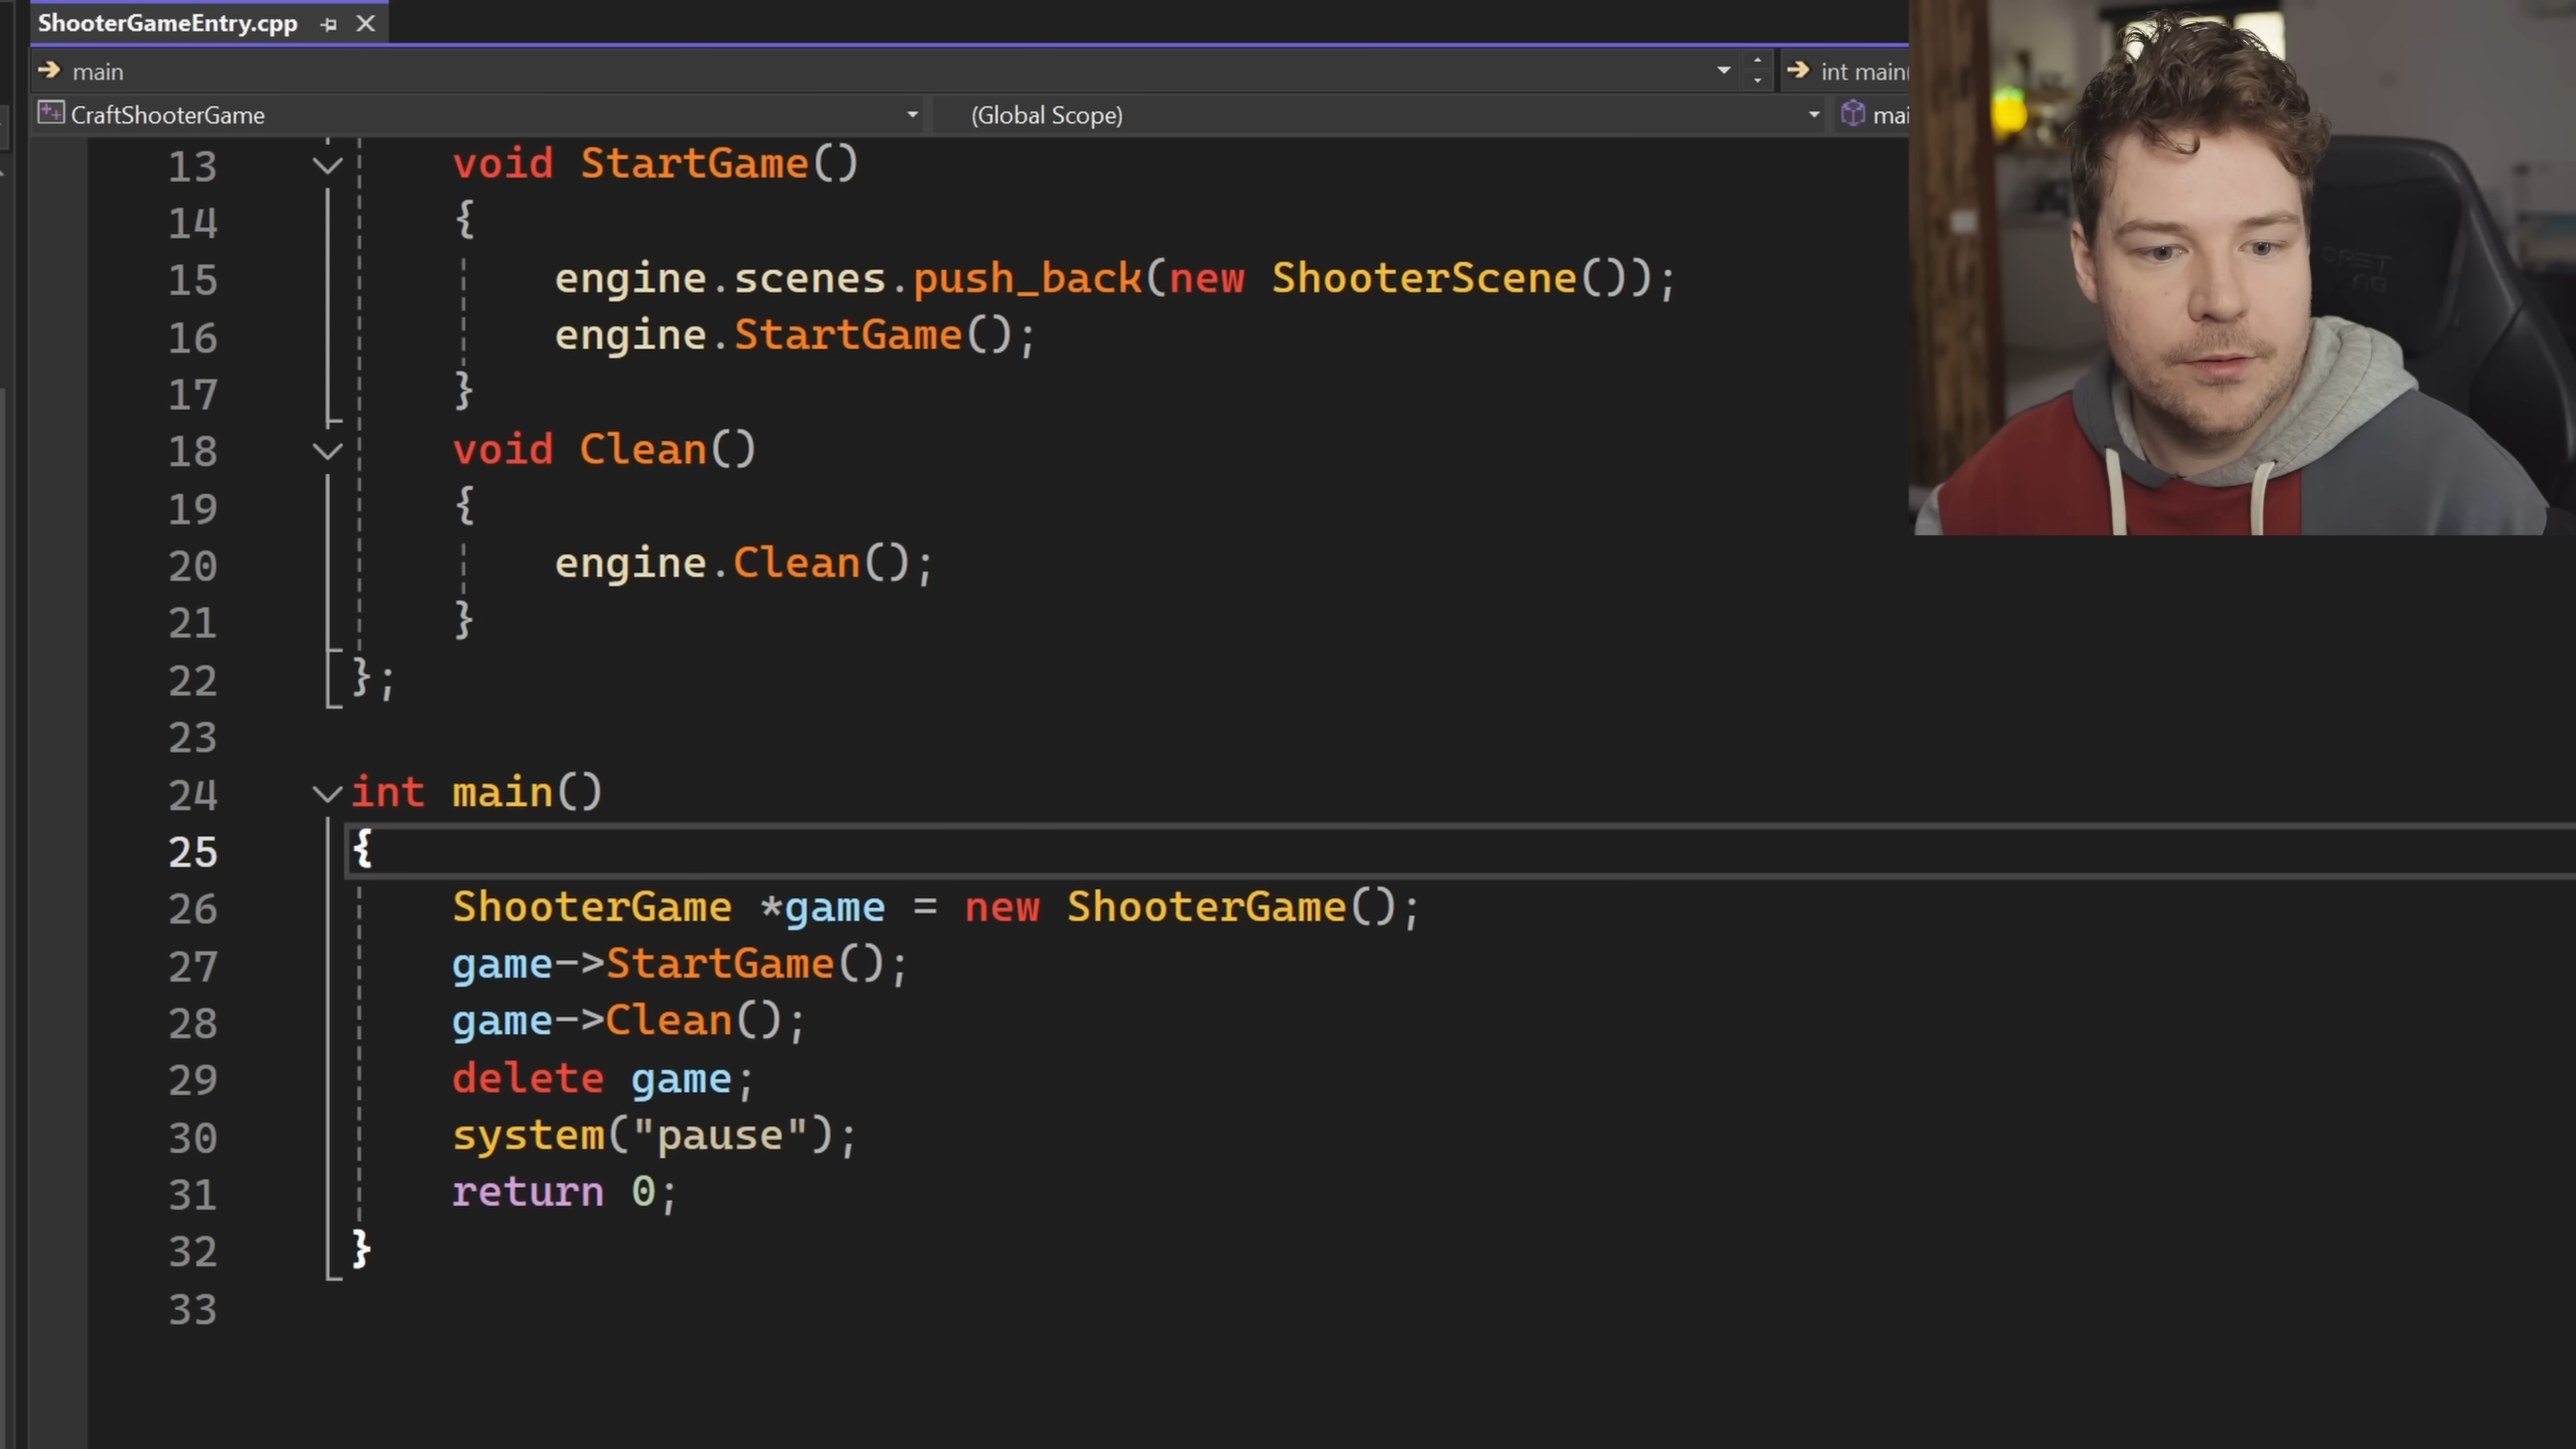 ShooterGameEntry.cpp
main
int main(
CraftShooterGame
(Global Scope)
mai
13 void StartGame()
14 {
15 engine.scenes.push_back(new ShooterScene());
16 engine.StartGame();
17 }
18 void Clean()
19 {
20 engine.Clean();
21 }
22 };
23
24 int main()
25 {
26 ShooterGame *game = new ShooterGame();
27 game->StartGame();
28 game->Clean();
29 delete game;
30 system("pause");
31 return 0;
32 }
33